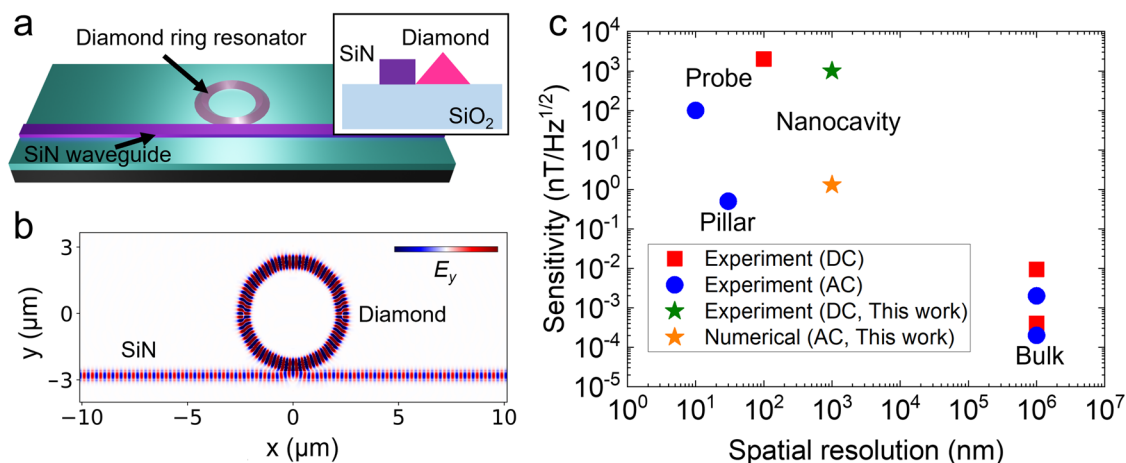 a
Diamond ring resonator
SiN waveguide
SiN
Diamond
SiO2
b
y (μm)
3
0
−3
Ey
Diamond
SiN
−10
−5
0
5
10
x (μm)
c
Sensitivity (nT/Hz^1/2)
10^4
10^3
10^2
10^1
10^0
10^-1
10^-2
10^-3
10^-4
10^-5
Probe
Nanocavity
Pillar
Experiment (DC)
Experiment (AC)
Experiment (DC, This work)
Numerical (AC, This work)
Bulk
10^0 10^1 10^2 10^3 10^4 10^5 10^6 10^7
Spatial resolution (nm)